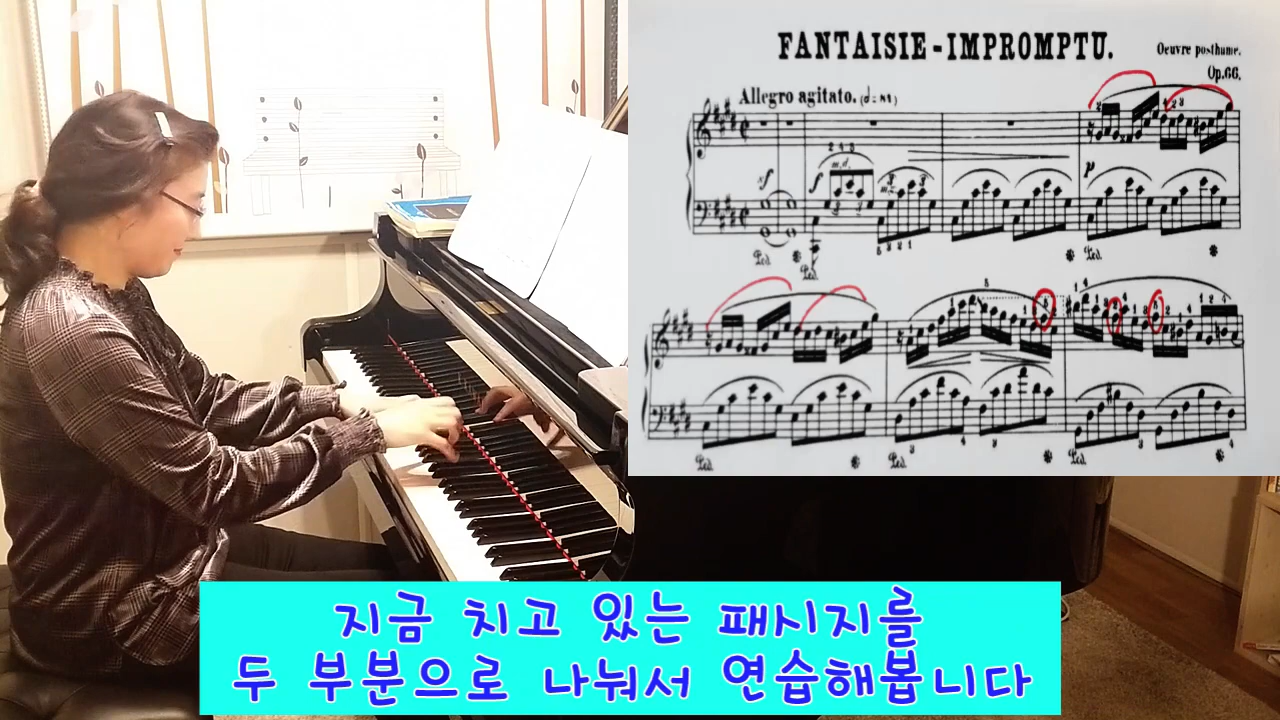 FANTAISIE-IMPROMPTU.
Oeuvre posthume.
Op.66.
Allegro agitato.
지금 치고 있는 패시지를
두 부분으로 나눠서 연습해봅니다